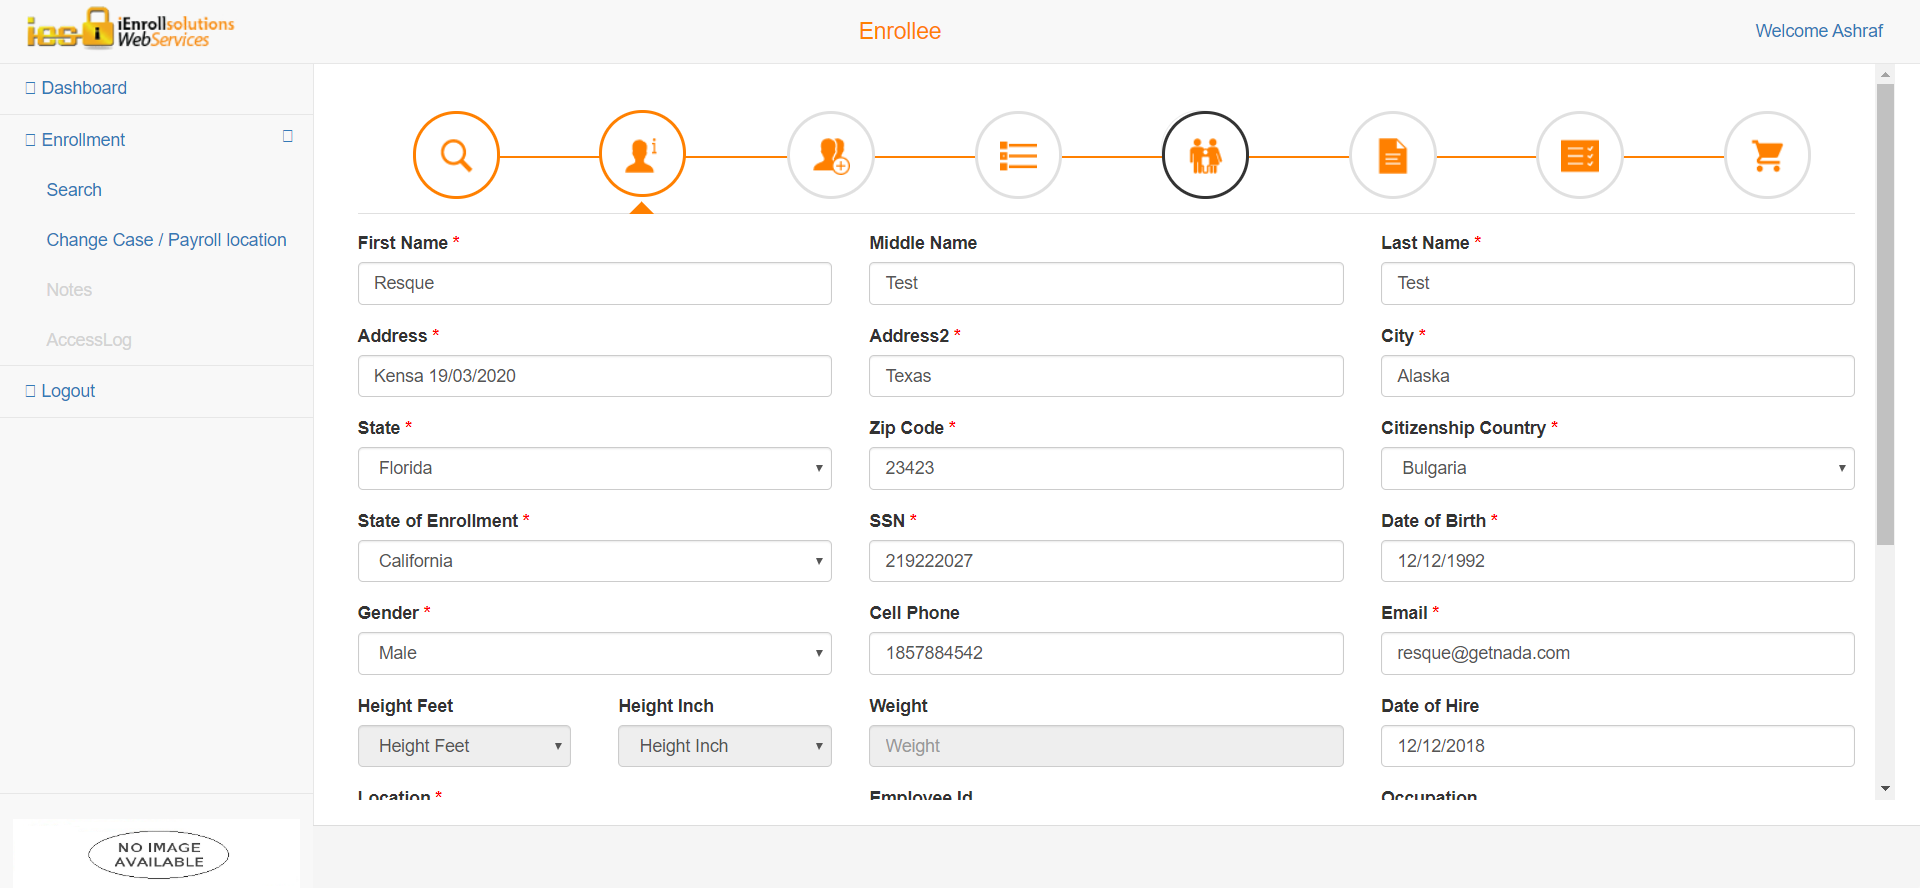 ies iEnrollsolutions
WebServices
Enrollee
Welcome Ashraf
Dashboard
Enrollment
Search
Change Case / Payroll location
Notes
AccessLog
Logout
NO IMAGE
AVAILABLE
First Name * Middle Name Last Name *
Resque Test Test
Address * Address2 * City *
Kensa 19/03/2020 Texas Alaska
State * Zip Code * Citizenship Country *
Florida 23423 Bulgaria
State of Enrollment * SSN * Date of Birth *
California 219222027 12/12/1992
Gender * Cell Phone Email *
Male 1857884542 resque@getnada.com
Height Feet Height Inch Weight Date of Hire
Height Feet Height Inch Weight 12/12/2018
Location * Employee Id Occupation